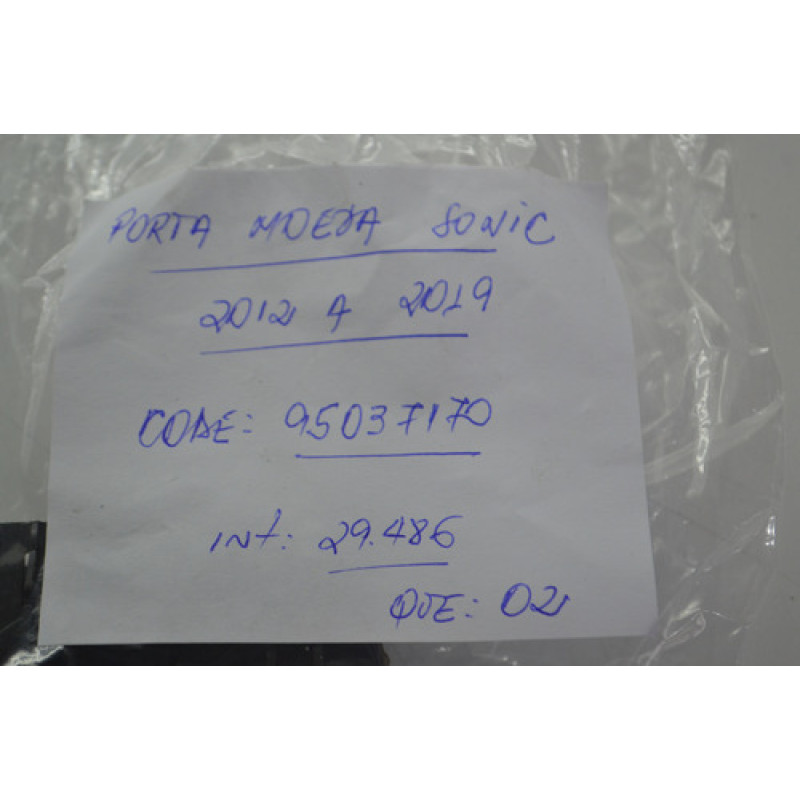 PORTA MOEDA SONIC
2012 A 2019
CODE: 95037170
INT: 29.486
QDE: 02